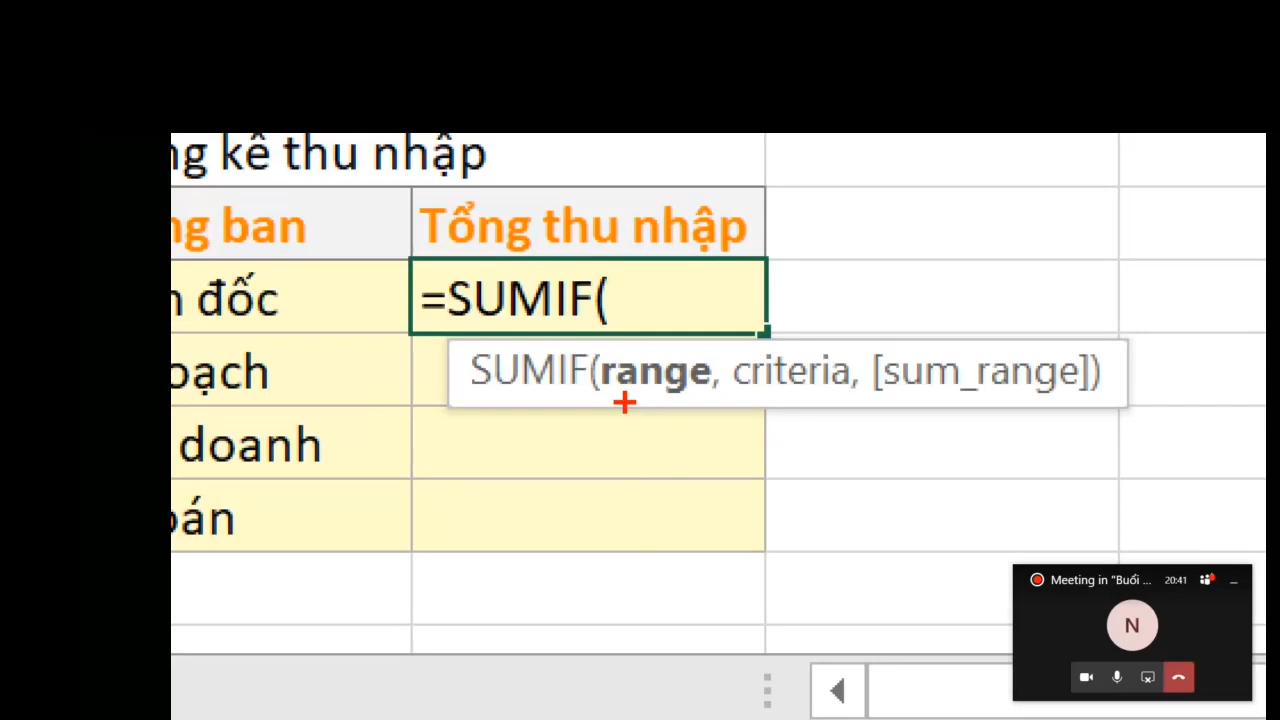 ng kê thu nhập
ng ban
Tổng thu nhập
đốc
=SUMIF(
oạch
SUMIF(range, criteria, [sum_range])
doanh
oán
Meeting in "Buổi ...
20:41
N